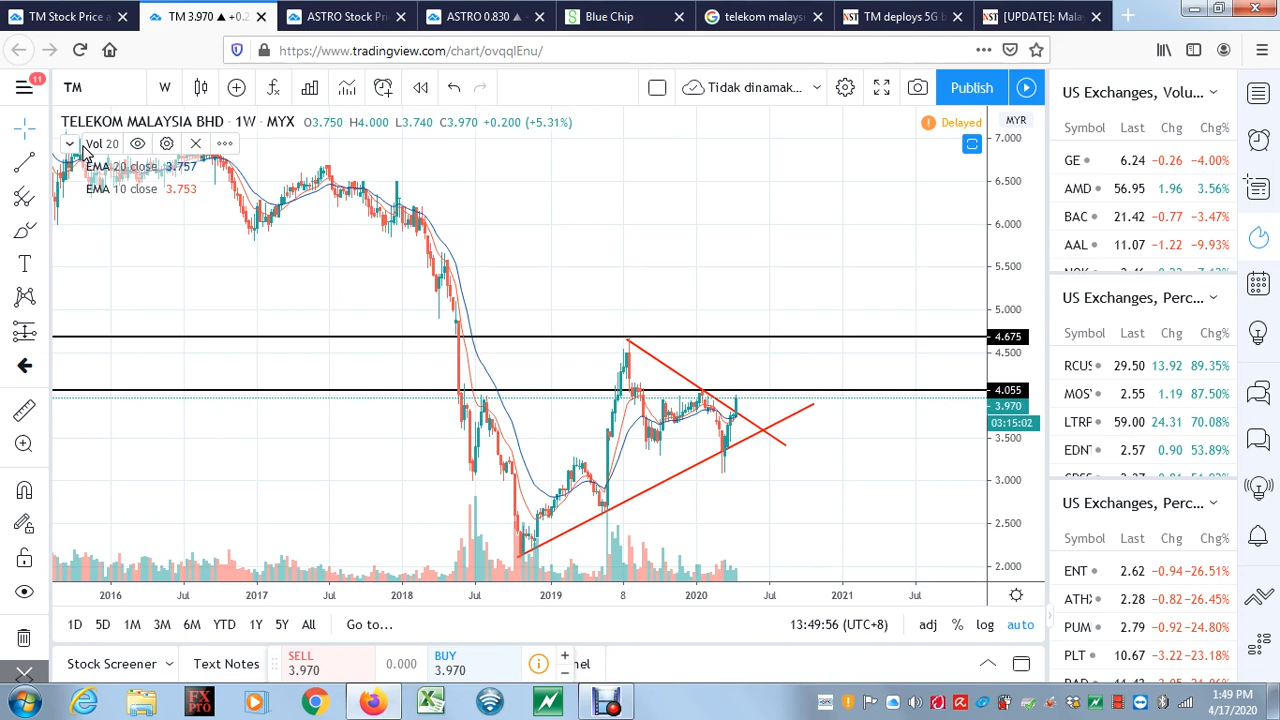 TM Stock Price a
TM 3.970 ▲ +0.2
ASTRO Stock Pri
ASTRO 0.830 ▲
Blue Chip
telekom malays
TM deploys 5G b
[UPDATE]: Mala
https://www.tradingview.com/chart/ovqqlEnu/
11
TM
W
Tidak dinamak...
Publish
TELEKOM MALAYSIA BHD · 1W · MYX O3.750 H4.000 L3.740 C3.970 +0.200 (+5.31%)
Delayed
MYR
Vol 20
EMA 20 close 3.757
EMA 10 close 3.753
7.000
6.500
6.000
5.500
5.000
4.675
4.500
4.055
3.970
03:15:02
3.500
3.000
2.500
2.000
2016 Jul 2017 Jul 2018 Jul 2019 8 2020 Jul 2021 Jul
1D 5D 1M 3M 6M YTD 1Y 5Y All Go to...
13:49:56 (UTC+8) adj % log auto
Stock Screener
Text Notes
SELL
3.970
0.000
BUY
3.970
nel
US Exchanges, Volu...
Symbol Last Chg Chg%
GE 6.24 −0.26 −4.00%
AMD 56.95 1.96 3.56%
BAC 21.42 −0.77 −3.47%
AAL 11.07 −1.22 −9.93%
US Exchanges, Perc...
Symbol Last Chg Chg%
RCUS 29.50 13.92 89.35%
MOS 2.55 1.19 87.35%
LTRP 59.00 24.31 70.08%
EDNT 2.57 0.90 53.89%
US Exchanges, Perc...
Symbol Last Chg Chg%
ENT 2.62 −0.94 −26.51%
ATHX 2.28 −0.82 −26.45%
PUM 2.79 −0.92 −24.80%
PLT 10.67 −3.22 −23.18%
FX
PRO
1:49 PM
4/17/2020